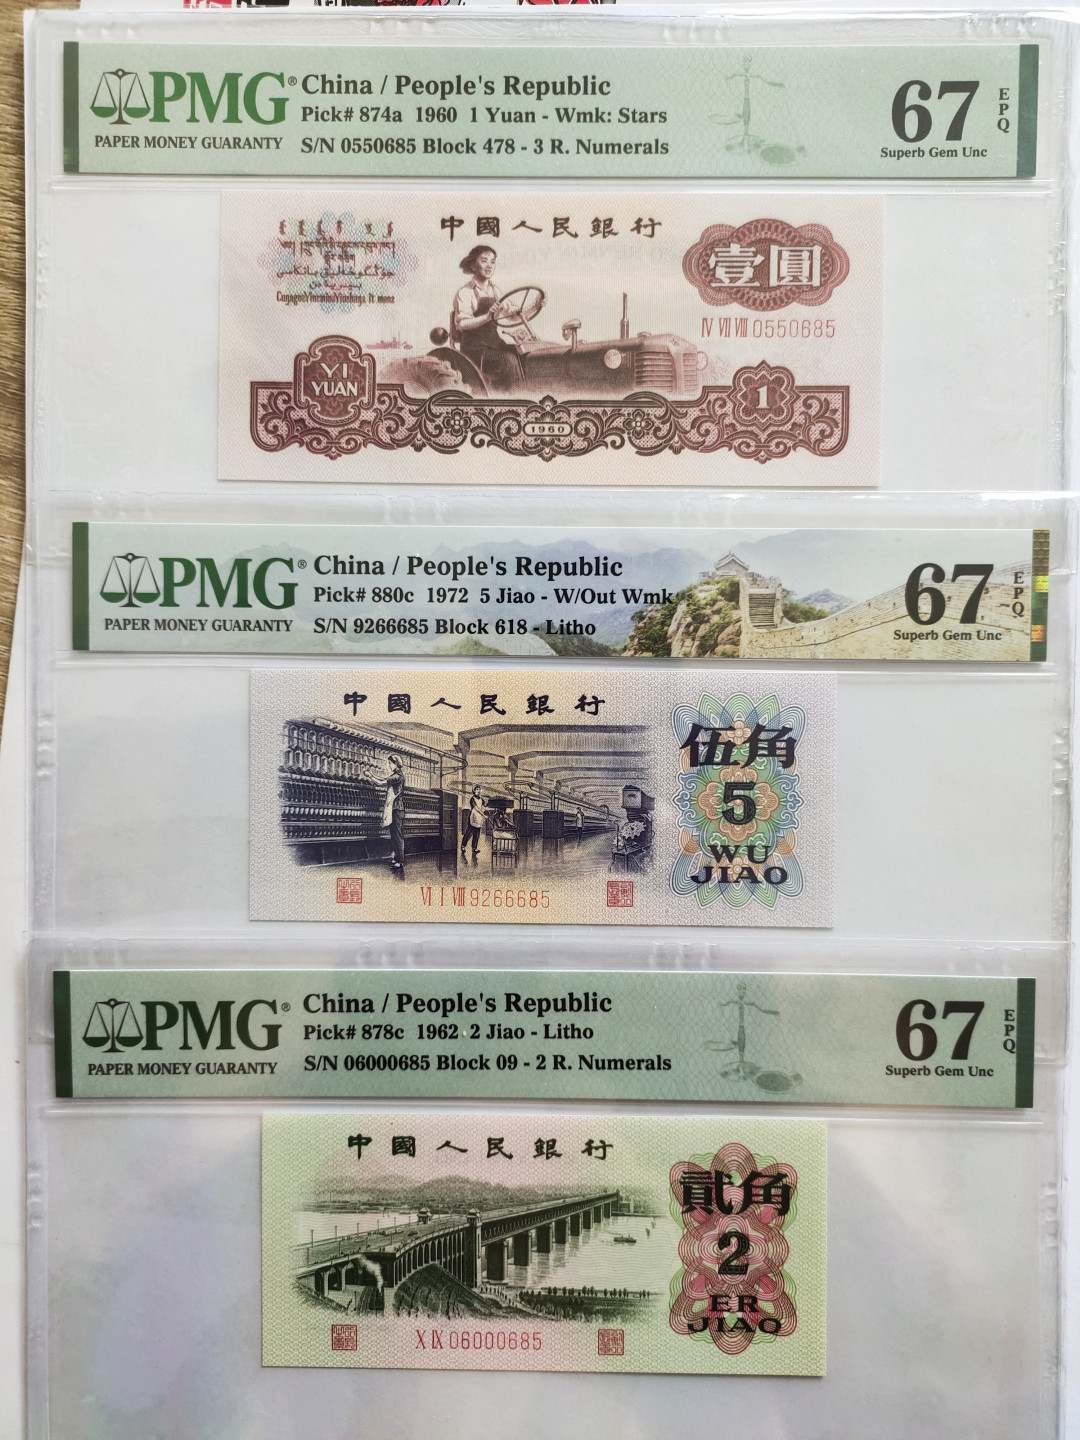 PMG®
PAPER MONEY GUARANTY
China / People's Republic
Pick# 874a 1960 1 Yuan - Wmk: Stars
S/N 0550685 Block 478 - 3 R. Numerals
67
EPQ
Superb Gem Unc
中國人民銀行
壹圓
Ⅳ Ⅶ Ⅷ 0550685
YI
YUAN
1960
1
PMG®
PAPER MONEY GUARANTY
China / People's Republic
Pick# 880c 1972 5 Jiao - W/Out Wmk
S/N 9266685 Block 618 - Litho
67
EPQ
Superb Gem Unc
中國人民銀行
伍角
5
WU
JIAO
Ⅵ Ⅰ Ⅷ 9266685
PMG®
PAPER MONEY GUARANTY
China / People's Republic
Pick# 878c 1962 2 Jiao - Litho
S/N 06000685 Block 09 - 2 R. Numerals
67
EPQ
Superb Gem Unc
中國人民銀行
貳角
2
ER
JIAO
Ⅹ Ⅸ 06000685